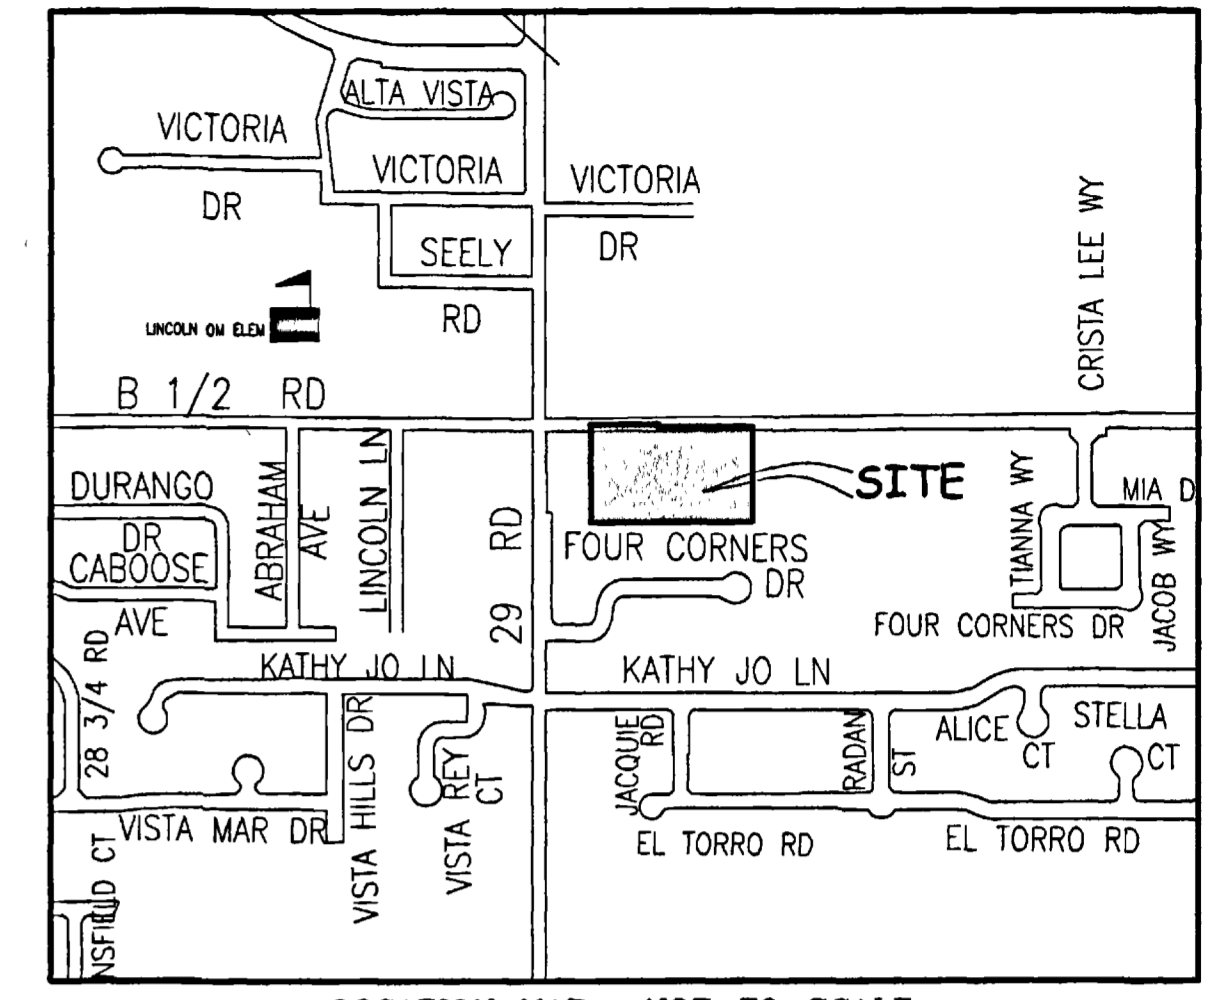 ALTA VISTA
VICTORIA
DR
VICTORIA
VICTORIA
DR
SEELY
RD
LINCOLN OM ELEM
CRISTA LEE WY
B 1/2 RD
DURANGO
DR
CABOOSE
AVE
ABRAHAM
AVE
LINCOLN LN
29 RD
SITE
FOUR CORNERS
DR
TIANNA WY
MIA D
JACOB WY
FOUR CORNERS DR
28 3/4 RD
KATHY JO LN
KATHY JO LN
VISTA MAR DR
VISTA HILLS DR
VISTA REY
CT
JACQUIE
RD
RADAN
ST
ALICE
CT
STELLA
CT
EL TORRO RD
EL TORRO RD
NSFIELD CT